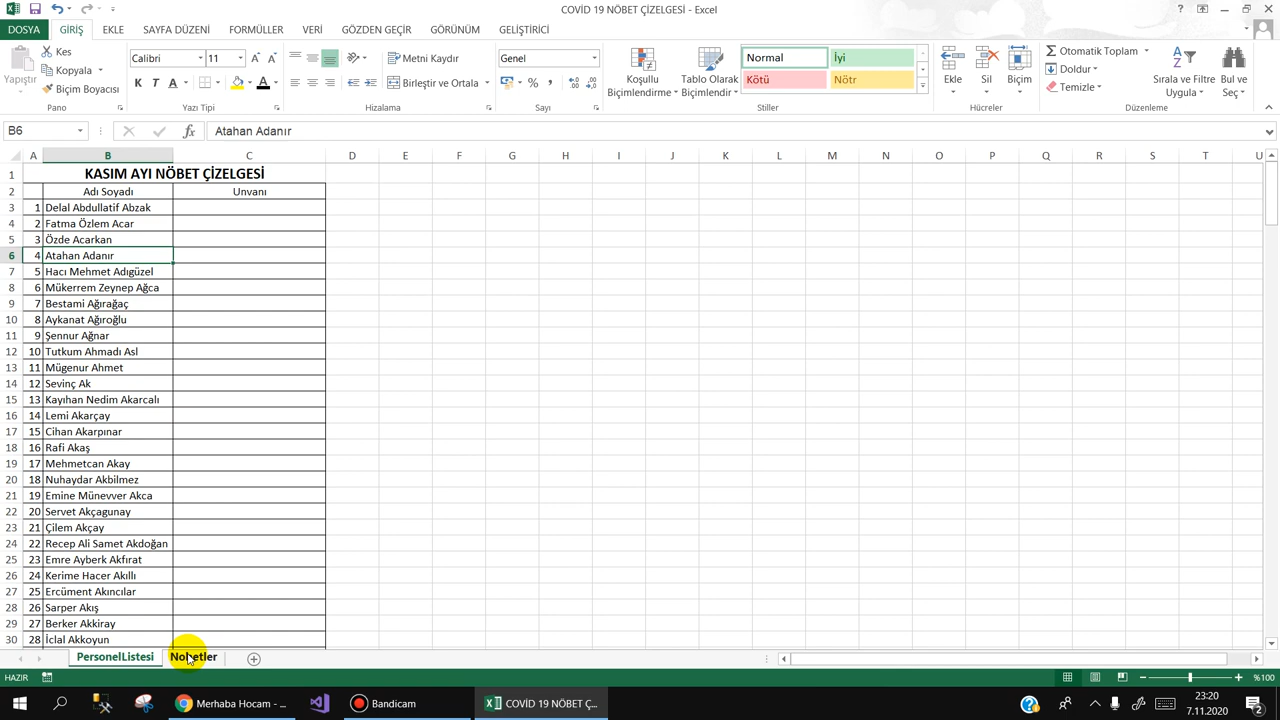 COVİD 19 NÖBET ÇİZELGESİ - Excel
DOSYA GİRİŞ EKLE SAYFA DÜZENİ FORMÜLLER VERİ GÖZDEN GEÇİR GÖRÜNÜM GELİŞTİRİCİ
Yapıştır
Kes
Kopyala
Biçim Boyacısı
Pano
Calibri 11
K T A
Yazı Tipi
Metni Kaydır
Birleştir ve Ortala
Hizalama
Genel
Sayı
Koşullu Biçimlendirme
Tablo Olarak Biçimlendir
Normal İyi
Kötü Nötr
Stiller
Ekle Sil Biçim
Hücreler
Otomatik Toplam
Doldur
Temizle
Sırala ve Filtre Uygula
Bul ve Seç
Düzenleme
B6 fx Atahan Adanır
A B C D E F G H I J K L M N O P Q R S T U
1 KASIM AYI NÖBET ÇİZELGESİ
2 Adı Soyadı Unvanı
3 1 Delal Abdullatif Abzak
4 2 Fatma Özlem Acar
5 3 Özde Acarkan
6 4 Atahan Adanır
7 5 Hacı Mehmet Adıgüzel
8 6 Mükerrem Zeynep Ağca
9 7 Bestami Ağırağaç
10 8 Aykanat Ağıroğlu
11 9 Şennur Ağnar
12 10 Tutkum Ahmadı Asl
13 11 Mügenur Ahmet
14 12 Sevinç Ak
15 13 Kayıhan Nedim Akarcalı
16 14 Lemi Akarçay
17 15 Cihan Akarpınar
18 16 Rafi Akaş
19 17 Mehmetcan Akay
20 18 Nuhaydar Akbilmez
21 19 Emine Münevver Akca
22 20 Servet Akçagunay
23 21 Çilem Akçay
24 22 Recep Ali Samet Akdoğan
25 23 Emre Ayberk Akfırat
26 24 Kerime Hacer Akıllı
27 25 Ercüment Akıncılar
28 26 Sarper Akış
29 27 Berker Akkiray
30 28 İclal Akkoyun
PersonelListesi Nobetler
HAZIR %100
Merhaba Hocam - ...
Bandicam
COVİD 19 NÖBET Ç...
23:20
7.11.2020
2